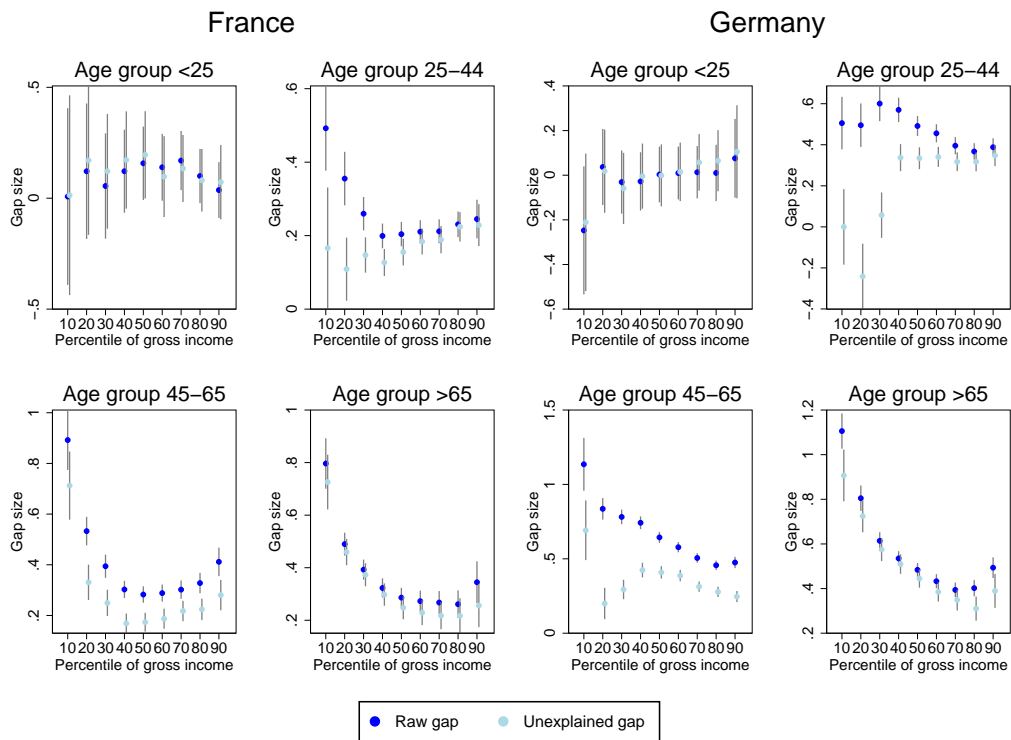 France
Germany
Age group <25
.5
0
-.5
Gap size
10 20 30 40 50 60 70 80 90
Percentile of gross income
Age group 25−44
.6
.4
.2
0
Gap size
10 20 30 40 50 60 70 80 90
Percentile of gross income
Age group <25
.4
.2
0
-.2
-.4
-.6
Gap size
10 20 30 40 50 60 70 80 90
Percentile of gross income
Age group 25−44
.6
.4
.2
0
-.2
-.4
Gap size
10 20 30 40 50 60 70 80 90
Percentile of gross income
Age group 45−65
1
.8
.6
.4
.2
Gap size
10 20 30 40 50 60 70 80 90
Percentile of gross income
Age group >65
1
.8
.6
.4
.2
Gap size
10 20 30 40 50 60 70 80 90
Percentile of gross income
Age group 45−65
1.5
1
.5
0
Gap size
10 20 30 40 50 60 70 80 90
Percentile of gross income
Age group >65
1.2
1
.8
.6
.4
.2
Gap size
10 20 30 40 50 60 70 80 90
Percentile of gross income
Raw gap
Unexplained gap